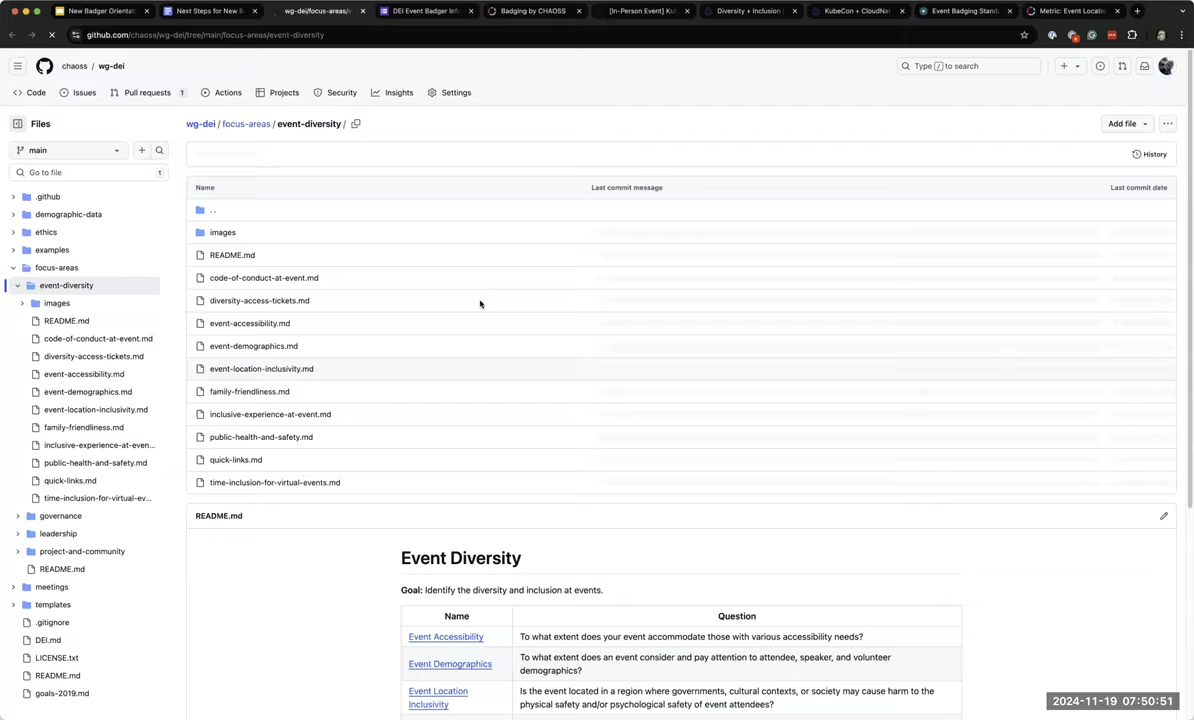 New Badger Orientati
Next Steps for New B
wg-dei/focus-areas/e
DEI Event Badger Info
Badging by CHAOSS
[In-Person Event] Ku
Diversity + Inclusion
KubeCon + CloudNat
Event Badging Stand
Metric: Event Locatio
github.com/chaoss/wg-dei/tree/main/focus-areas/event-diversity
chaoss / wg-dei
Type / to search
Code
Issues
Pull requests 1
Actions
Projects
Security
Insights
Settings
Files
main
Go to file t
.github
demographic-data
ethics
examples
focus-areas
event-diversity
images
README.md
code-of-conduct-at-event.md
diversity-access-tickets.md
event-accessibility.md
event-demographics.md
event-location-inclusivity.md
family-friendliness.md
inclusive-experience-at-even...
public-health-and-safety.md
quick-links.md
time-inclusion-for-virtual-ev...
governance
leadership
project-and-community
README.md
meetings
templates
.gitignore
DEI.md
LICENSE.txt
README.md
goals-2019.md
wg-dei / focus-areas / event-diversity /
Add file
History
Name Last commit message Last commit date
..
images
README.md
code-of-conduct-at-event.md
diversity-access-tickets.md
event-accessibility.md
event-demographics.md
event-location-inclusivity.md
family-friendliness.md
inclusive-experience-at-event.md
public-health-and-safety.md
quick-links.md
time-inclusion-for-virtual-events.md
README.md
Event Diversity
Goal: Identify the diversity and inclusion at events.
Name Question
Event Accessibility To what extent does your event accommodate those with various accessibility needs?
Event Demographics To what extent does an event consider and pay attention to attendee, speaker, and volunteer
demographics?
Event Location Is the event located in a region where governments, cultural contexts, or society may cause harm to the
Inclusivity physical safety and/or psychological safety of event attendees?
2024-11-19 07:50:51